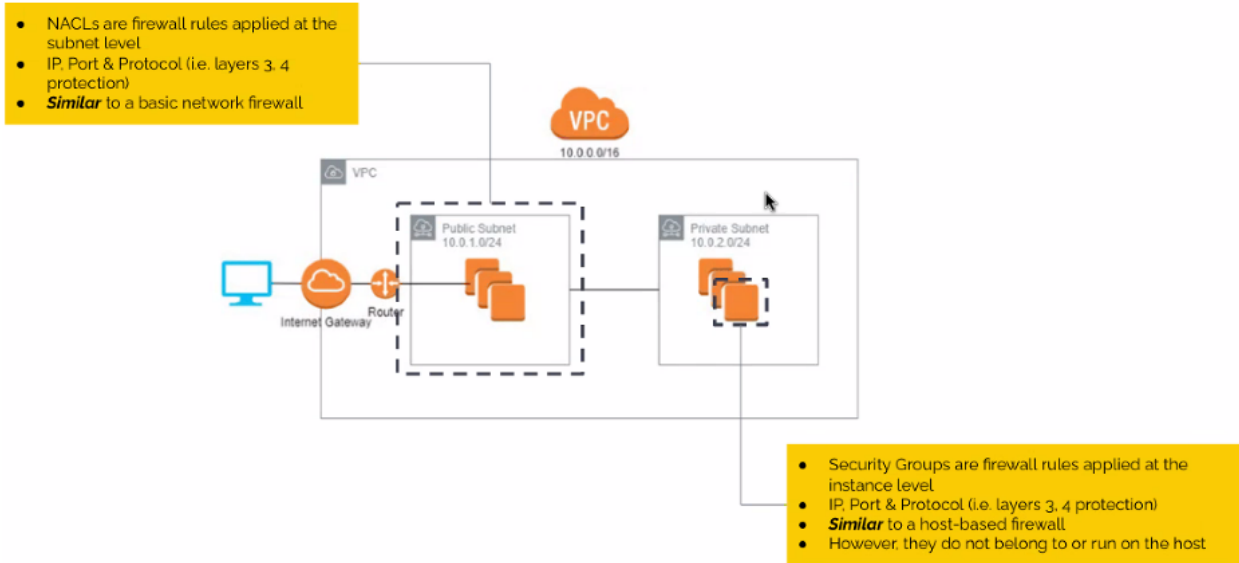 ● NACLs are firewall rules applied at the
subnet level
● IP, Port & Protocol (i.e. layers 3, 4
protection)
● Similar to a basic network firewall
VPC
10.0.0.0/16
VPC
Public Subnet
10.0.1.0/24
Private Subnet
10.0.2.0/24
Router
Internet Gateway
● Security Groups are firewall rules applied at the
instance level
● IP, Port & Protocol (i.e. layers 3, 4 protection)
● Similar to a host-based firewall
● However, they do not belong to or run on the host